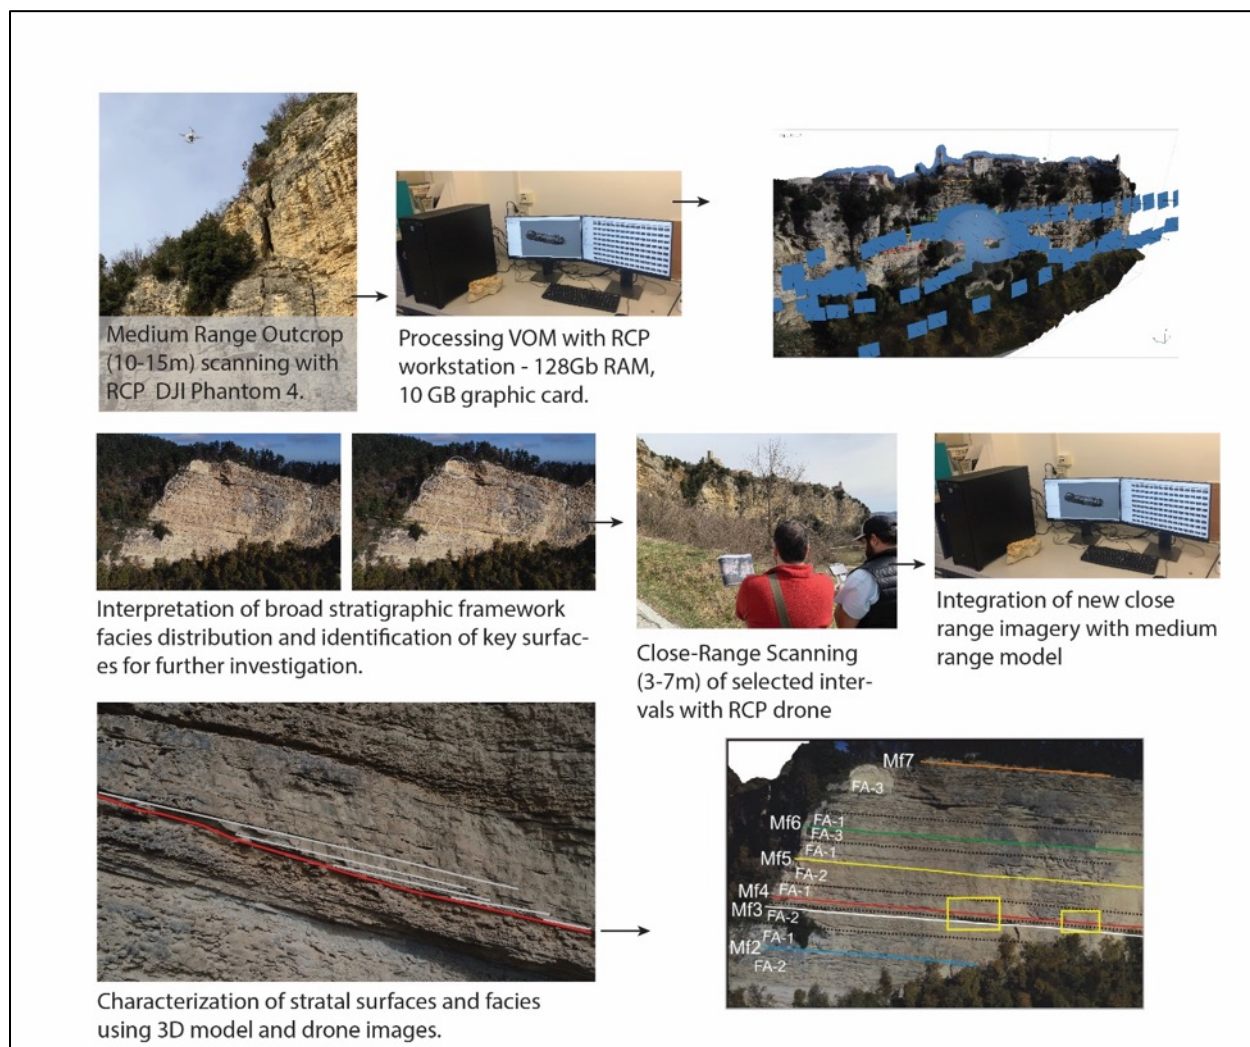 Medium Range Outcrop
(10-15m) scanning with
RCP DJI Phantom 4.
Processing VOM with RCP
workstation - 128Gb RAM,
10 GB graphic card.
Interpretation of broad stratigraphic framework
facies distribution and identification of key surfac-
es for further investigation.
Close-Range Scanning
(3-7m) of selected inter-
vals with RCP drone
Integration of new close
range imagery with medium
range model
Characterization of stratal surfaces and facies
using 3D model and drone images.
Mf7
FA-3
Mf6
FA-1
FA-3
FA-1
Mf5
FA-2
Mf4
FA-1
Mf3
FA-2
FA-1
Mf2
FA-2